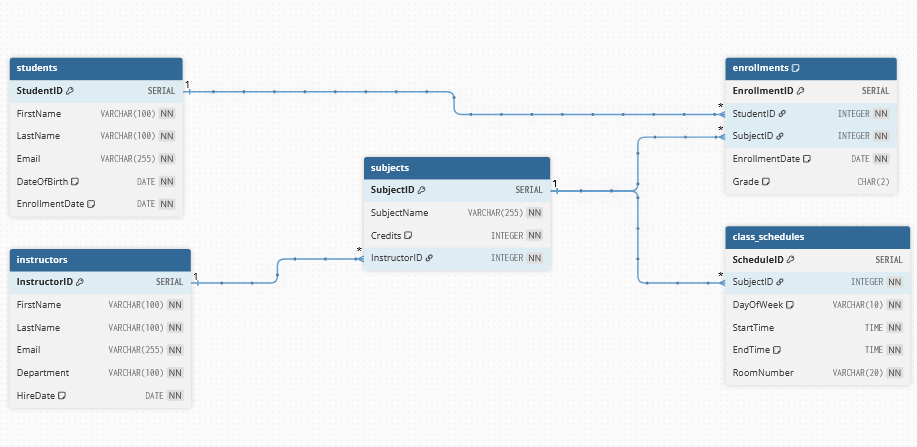 students
StudentID SERIAL
FirstName VARCHAR(100) NN
LastName VARCHAR(100) NN
Email VARCHAR(255) NN
DateOfBirth DATE NN
EnrollmentDate DATE NN
1
instructors
InstructorID SERIAL
FirstName VARCHAR(100) NN
LastName VARCHAR(100) NN
Email VARCHAR(255) NN
Department VARCHAR(100) NN
HireDate DATE NN
1
subjects
SubjectID SERIAL
SubjectName VARCHAR(255) NN
Credits INTEGER NN
InstructorID INTEGER NN
*
1
enrollments
EnrollmentID SERIAL
StudentID INTEGER NN
SubjectID INTEGER NN
EnrollmentDate DATE NN
Grade CHAR(2)
*
*
class_schedules
ScheduleID SERIAL
SubjectID INTEGER NN
DayOfWeek VARCHAR(10) NN
StartTime TIME NN
EndTime TIME NN
RoomNumber VARCHAR(20) NN
*